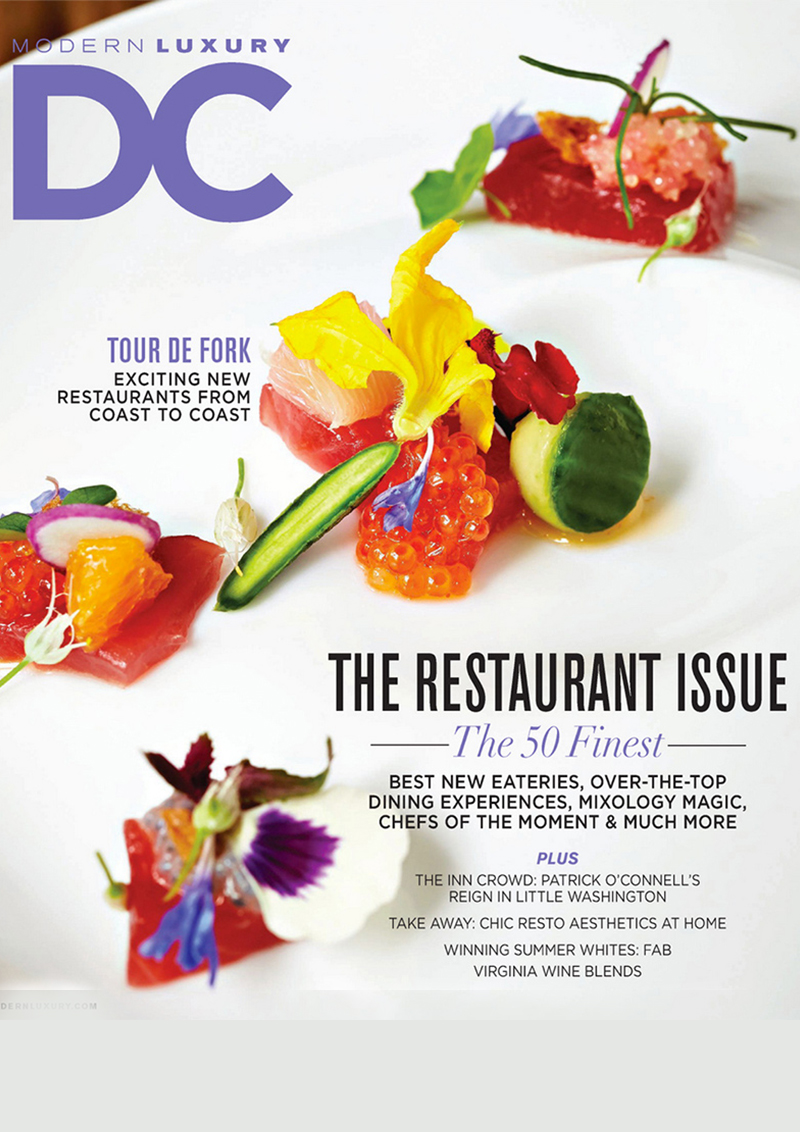 MODERN LUXURY
DC
TOUR DE FORK
EXCITING NEW
RESTAURANTS FROM
COAST TO COAST
THE RESTAURANT ISSUE
The 50 Finest
BEST NEW EATERIES, OVER-THE-TOP
DINING EXPERIENCES, MIXOLOGY MAGIC,
CHEFS OF THE MOMENT & MUCH MORE
PLUS
THE INN CROWD: PATRICK O'CONNELL'S
REIGN IN LITTLE WASHINGTON
TAKE AWAY: CHIC RESTO AESTHETICS AT HOME
WINNING SUMMER WHITES: FAB
VIRGINIA WINE BLENDS
DERNLUXURY.COM